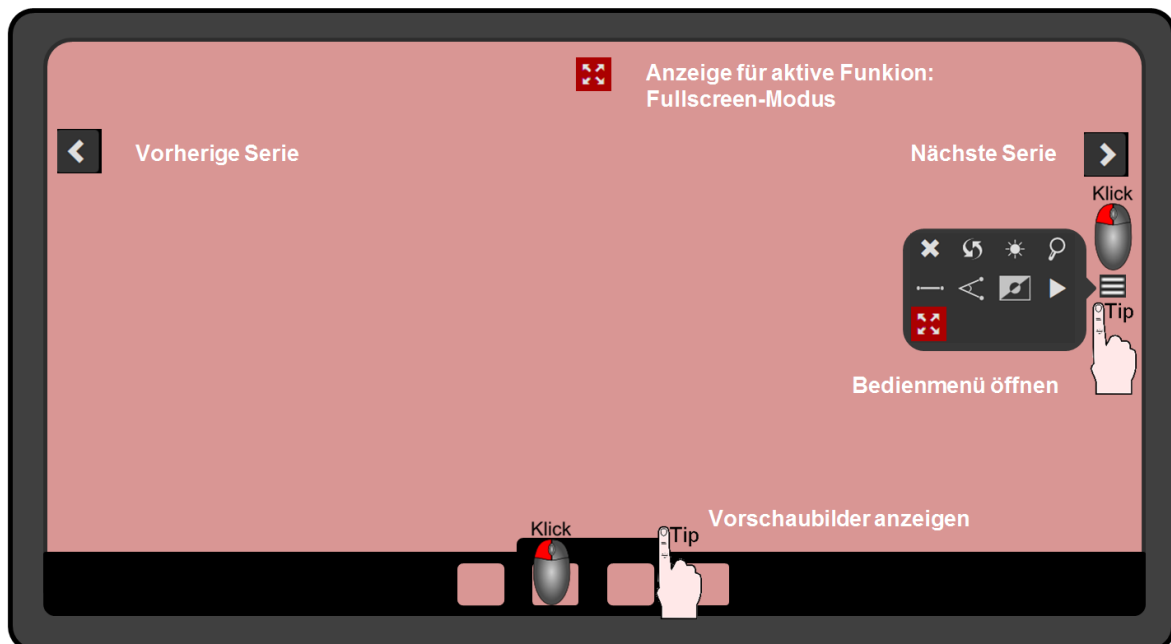 Anzeige für aktive Funkion:
Fullscreen-Modus
Vorherige Serie
Nächste Serie
Klick
Tip
Bedienmenü öffnen
Vorschaubilder anzeigen
Klick
Tip